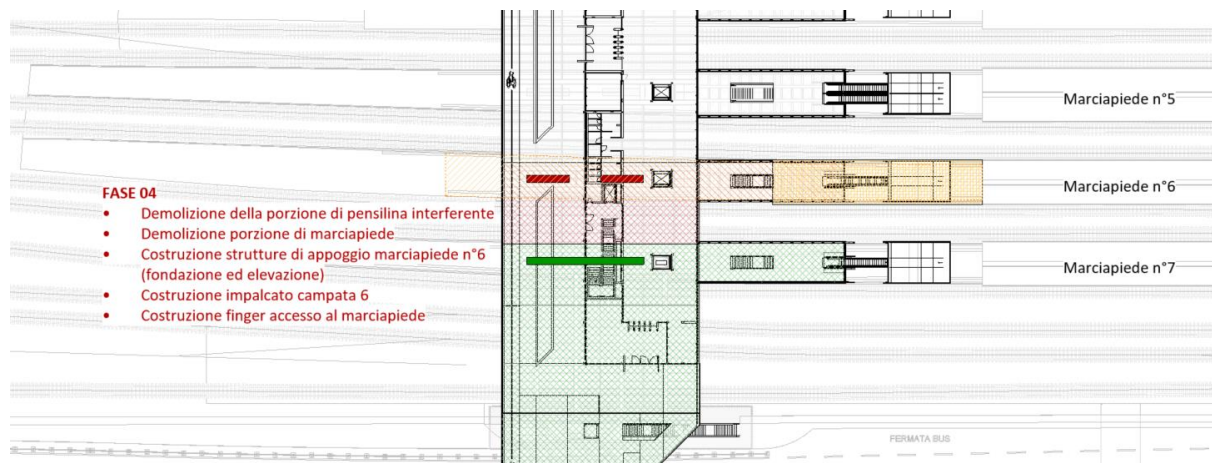 Marciapiede n°5
Marciapiede n°6
FASE 04
• Demolizione della porzione di pensilina interferente
• Demolizione porzione di marciapiede
• Costruzione strutture di appoggio marciapiede n°6
(fondazione ed elevazione)
• Costruzione impalcato campata 6
• Costruzione finger accesso al marciapiede
Marciapiede n°7
FERMATA BUS